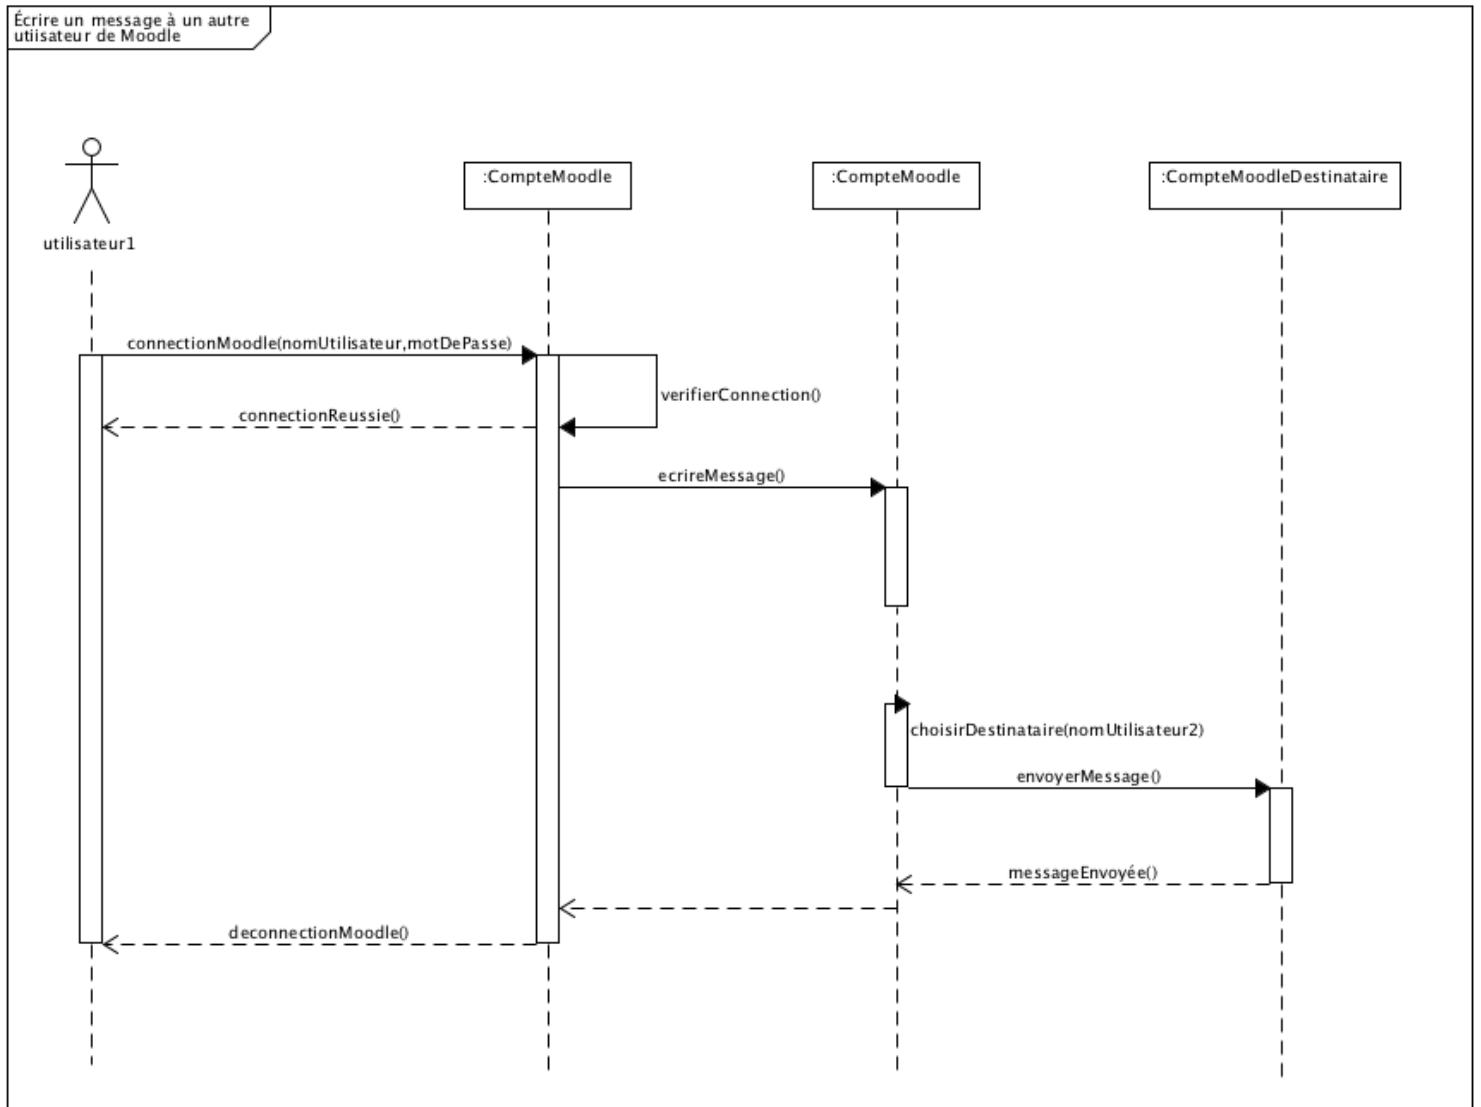 Écrire un message à un autre
utiisateur de Moodle
utilisateur1
:CompteMoodle
:CompteMoodle
:CompteMoodleDestinataire
connectionMoodle(nomUtilisateur,motDePasse)
verifierConnection()
connectionReussie()
ecrireMessage()
choisirDestinataire(nomUtilisateur2)
envoyerMessage()
messageEnvoyée()
deconnectionMoodle()